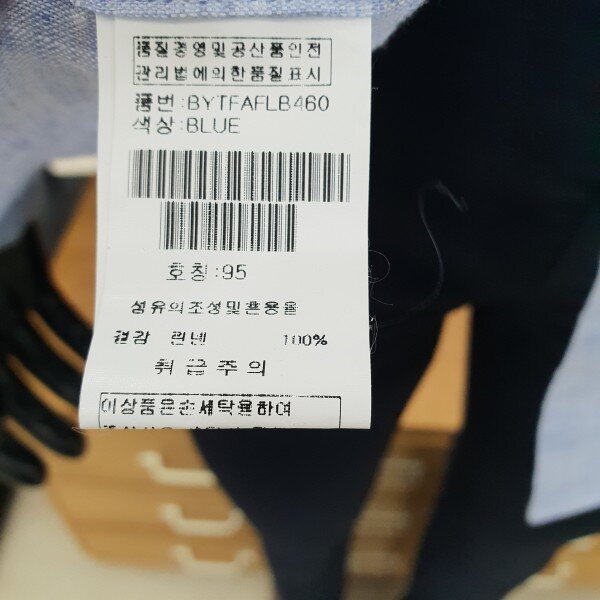 품질경영및공산품안전
관리법에의한품질표시
품번:BYTFAFLB460
색상:BLUE
호칭:95
섬유의조성및혼용율
겉감 린넨 100%
취급주의
이상품은손세탁용하여